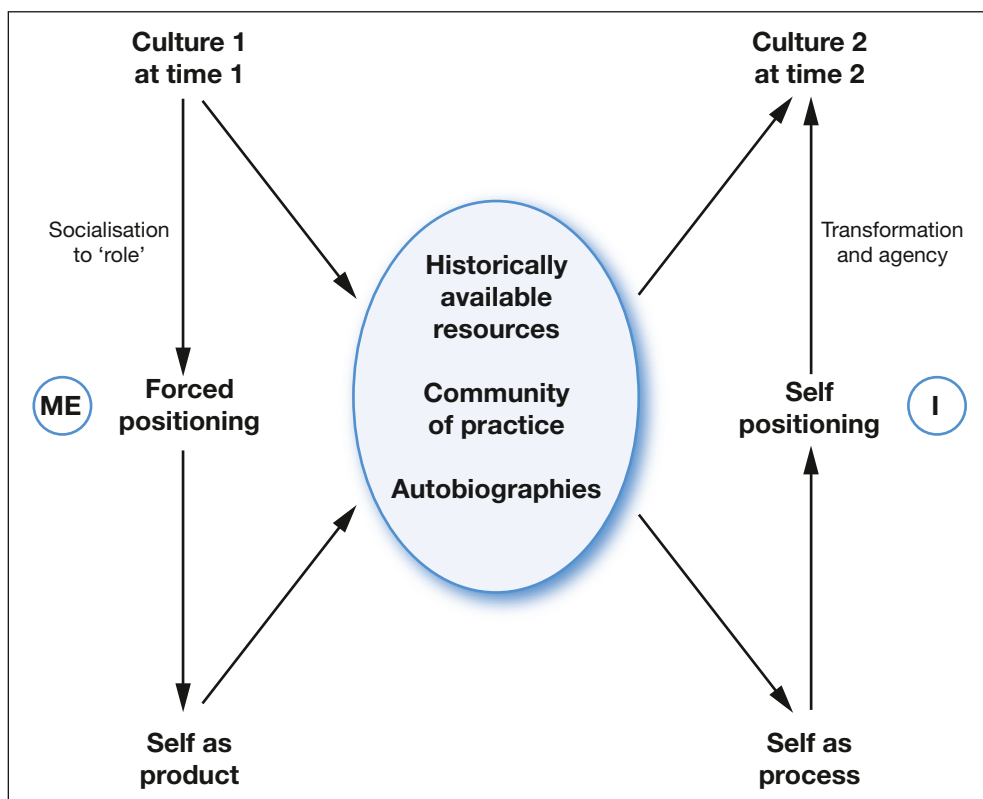 Culture 1
at time 1
Culture 2
at time 2
Socialisation
to ‘role’
Historically
available
resources
Transformation
and agency
ME
Forced
positioning
Community
of practice
Self
positioning
I
Autobiographies
Self as
product
Self as
process